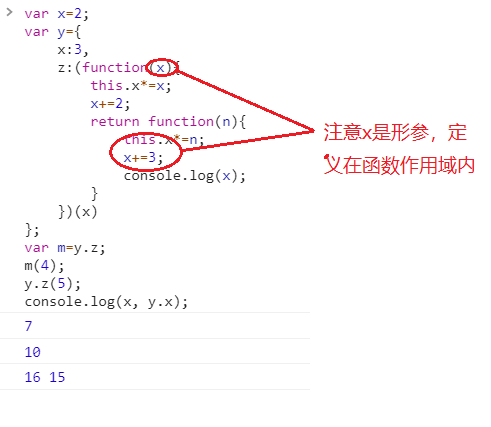 var x=2;
var y={
x:3,
z:(function(x){
this.x*=x;
x+=2;
return function(n){
this.x*=n;
x+=3;
console.log(x);
}
})(x)
};
var m=y.z;
m(4);
y.z(5);
console.log(x, y.x);
7
10
16 15
注意x是形参，定
义在函数作用域内